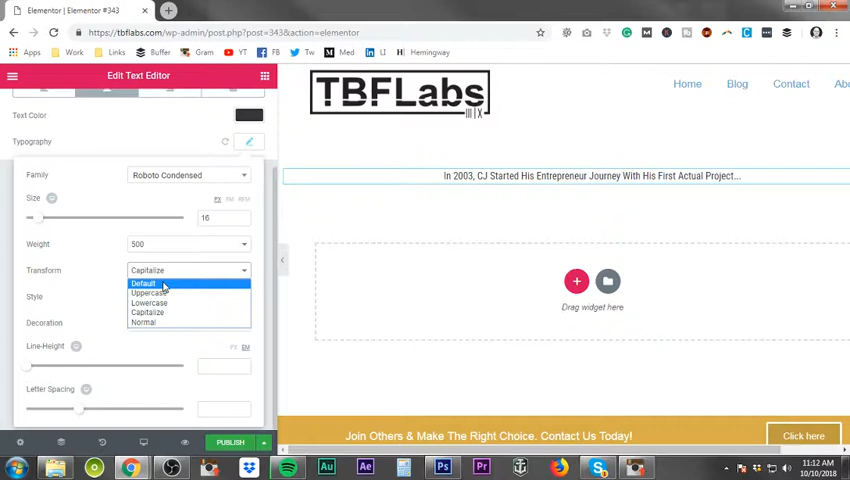 Elementor | Elementor #343
https://tbflabs.com/wp-admin/post.php?post=343&action=elementor
Apps Work Links Buffer Gram YT FB Tw Med LI Hemingway
Edit Text Editor
TBFLabs
Home Blog Contact
Text Color
Typography
Family Roboto Condensed
In 2003, CJ Started His Entrepreneur Journey With His First Actual Project...
Size
PX EM REM
16
Weight 500
Transform Capitalize
Default
Uppercase
Lowercase
Capitalize
Normal
Style
Decoration
Drag widget here
Line-Height
PX EM
Letter Spacing
Join Others & Make The Right Choice. Contact Us Today!
Click here
PUBLISH
11:12 AM
10/10/2018